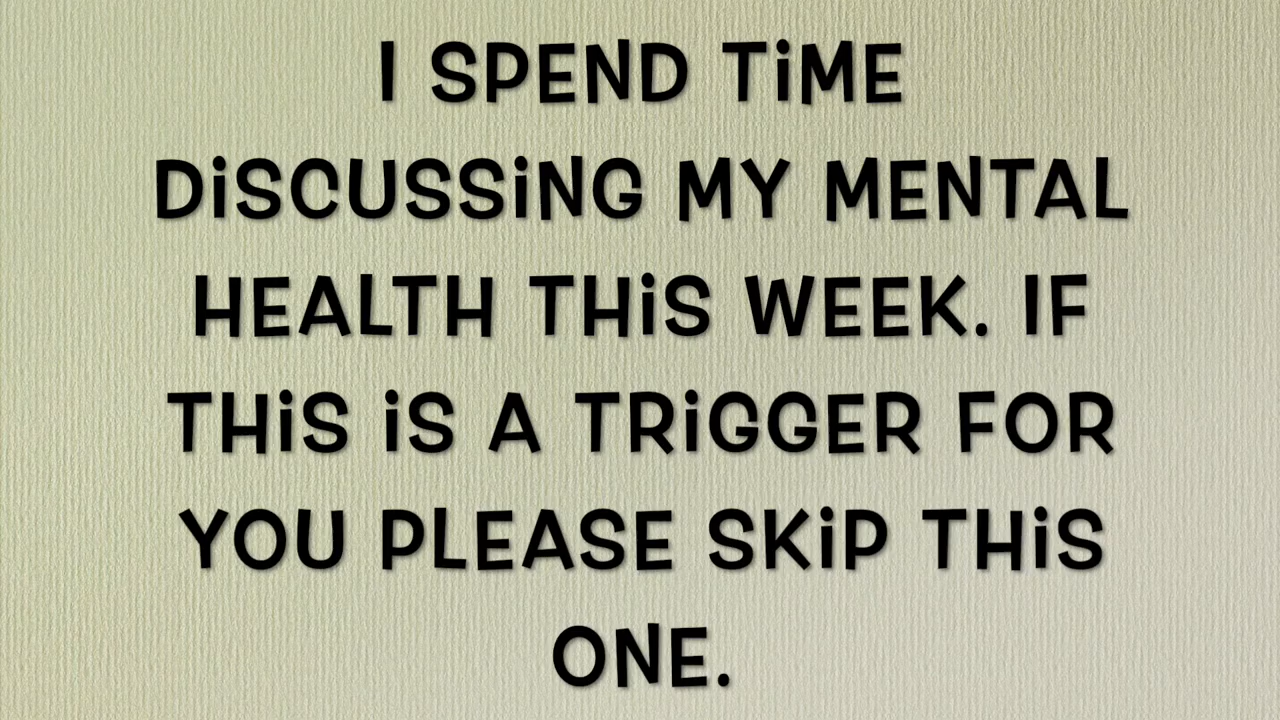 I SPEND TiME
DiSCUSSiNG MY MENTAL
HEALTH THiS WEEK. IF
THiS iS A TRiGGER FOR
YOU PLEASE SKiP THiS
ONE.